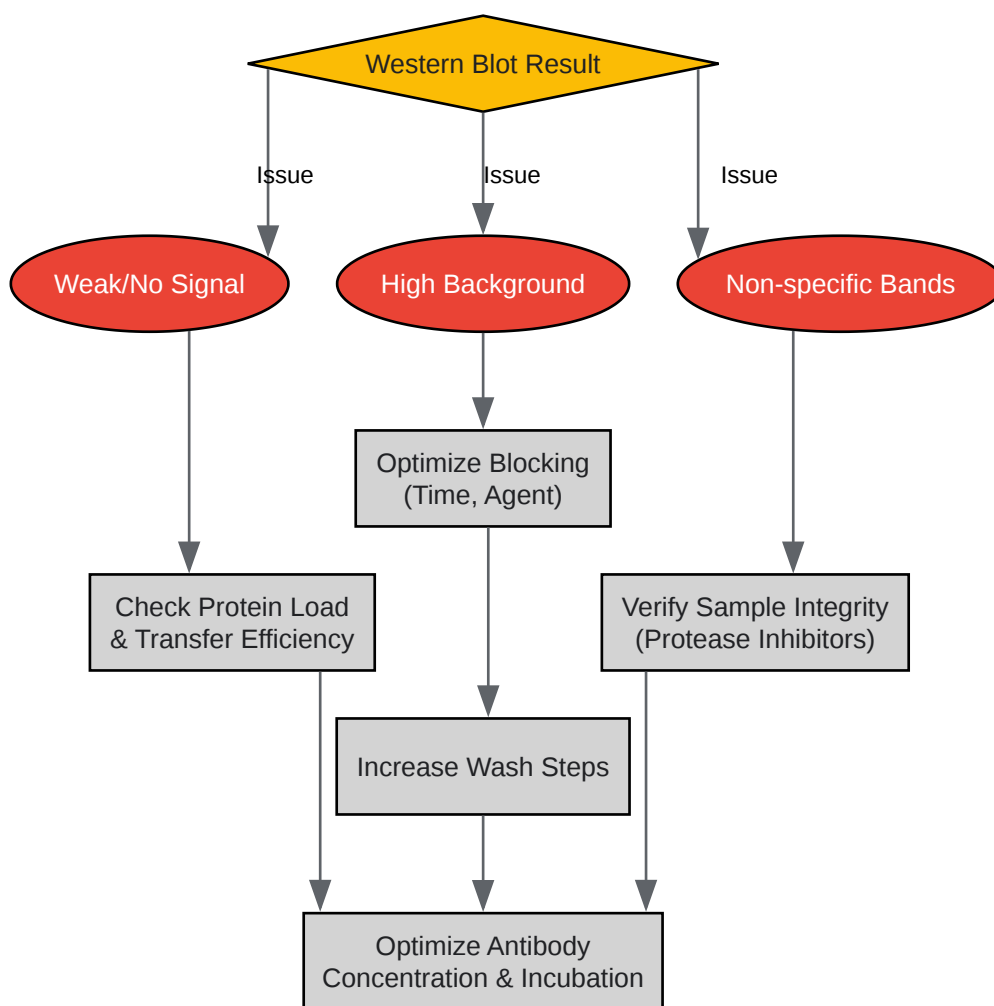 Western Blot Result
Issue
Issue
Issue
Weak/No Signal
High Background
Non-specific Bands
Optimize Blocking
(Time, Agent)
Check Protein Load
& Transfer Efficiency
Verify Sample Integrity
(Protease Inhibitors)
Increase Wash Steps
Optimize Antibody
Concentration & Incubation